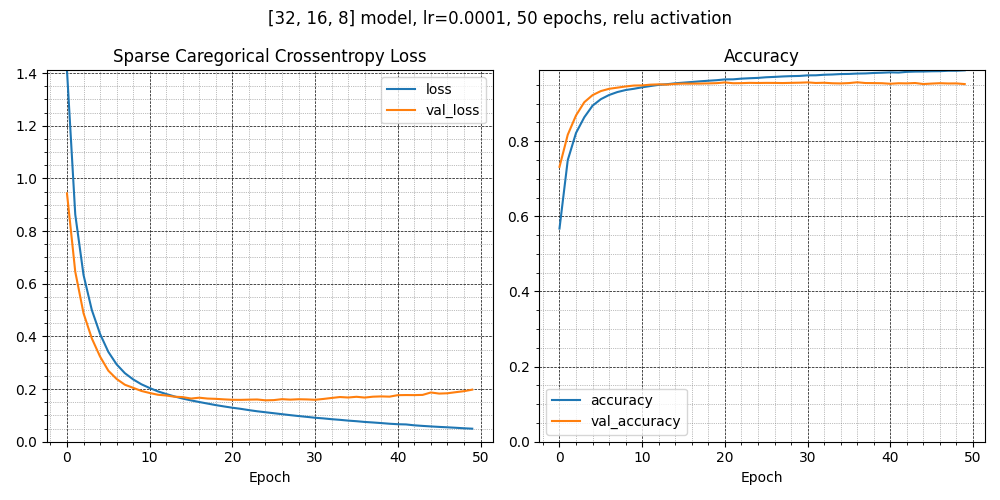 [32, 16, 8] model, lr=0.0001, 50 epochs, relu activation
Sparse Caregorical Crossentropy Loss
1.4
1.2
1.0
0.8
0.6
0.4
0.2
0.0
0 10 20 30 40 50
Epoch
loss
val_loss
Accuracy
0.8
0.6
0.4
0.2
0.0
0 10 20 30 40 50
Epoch
accuracy
val_accuracy